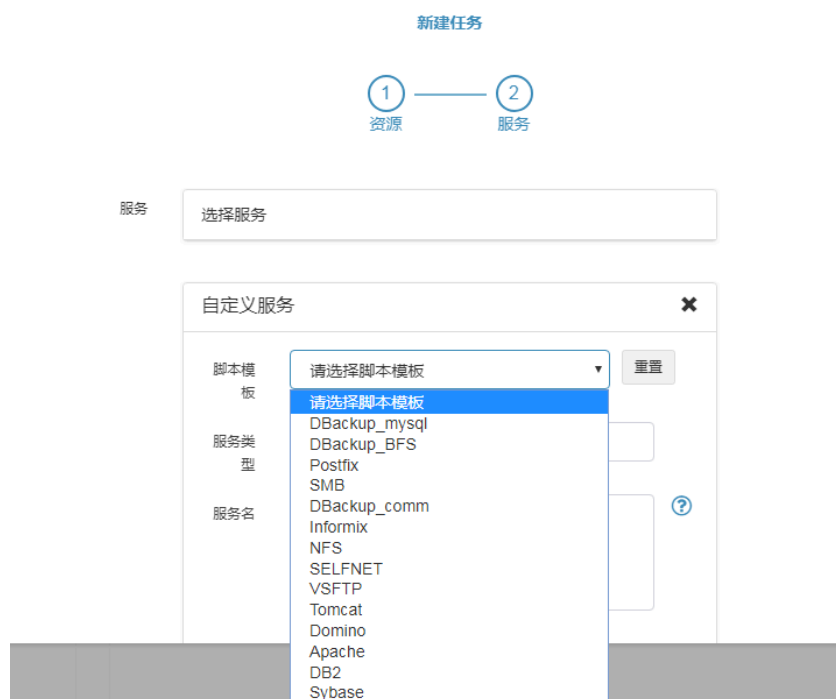 新建任务
1
2
资源
服务
服务
选择服务
自定义服务
脚本模
板
请选择脚本模板
重置
请选择脚本模板
DBackup_mysql
DBackup_BFS
Postfix
SMB
DBackup_comm
Informix
NFS
SELFNET
VSFTP
Tomcat
Domino
Apache
DB2
Sybase
服务类
型
服务名